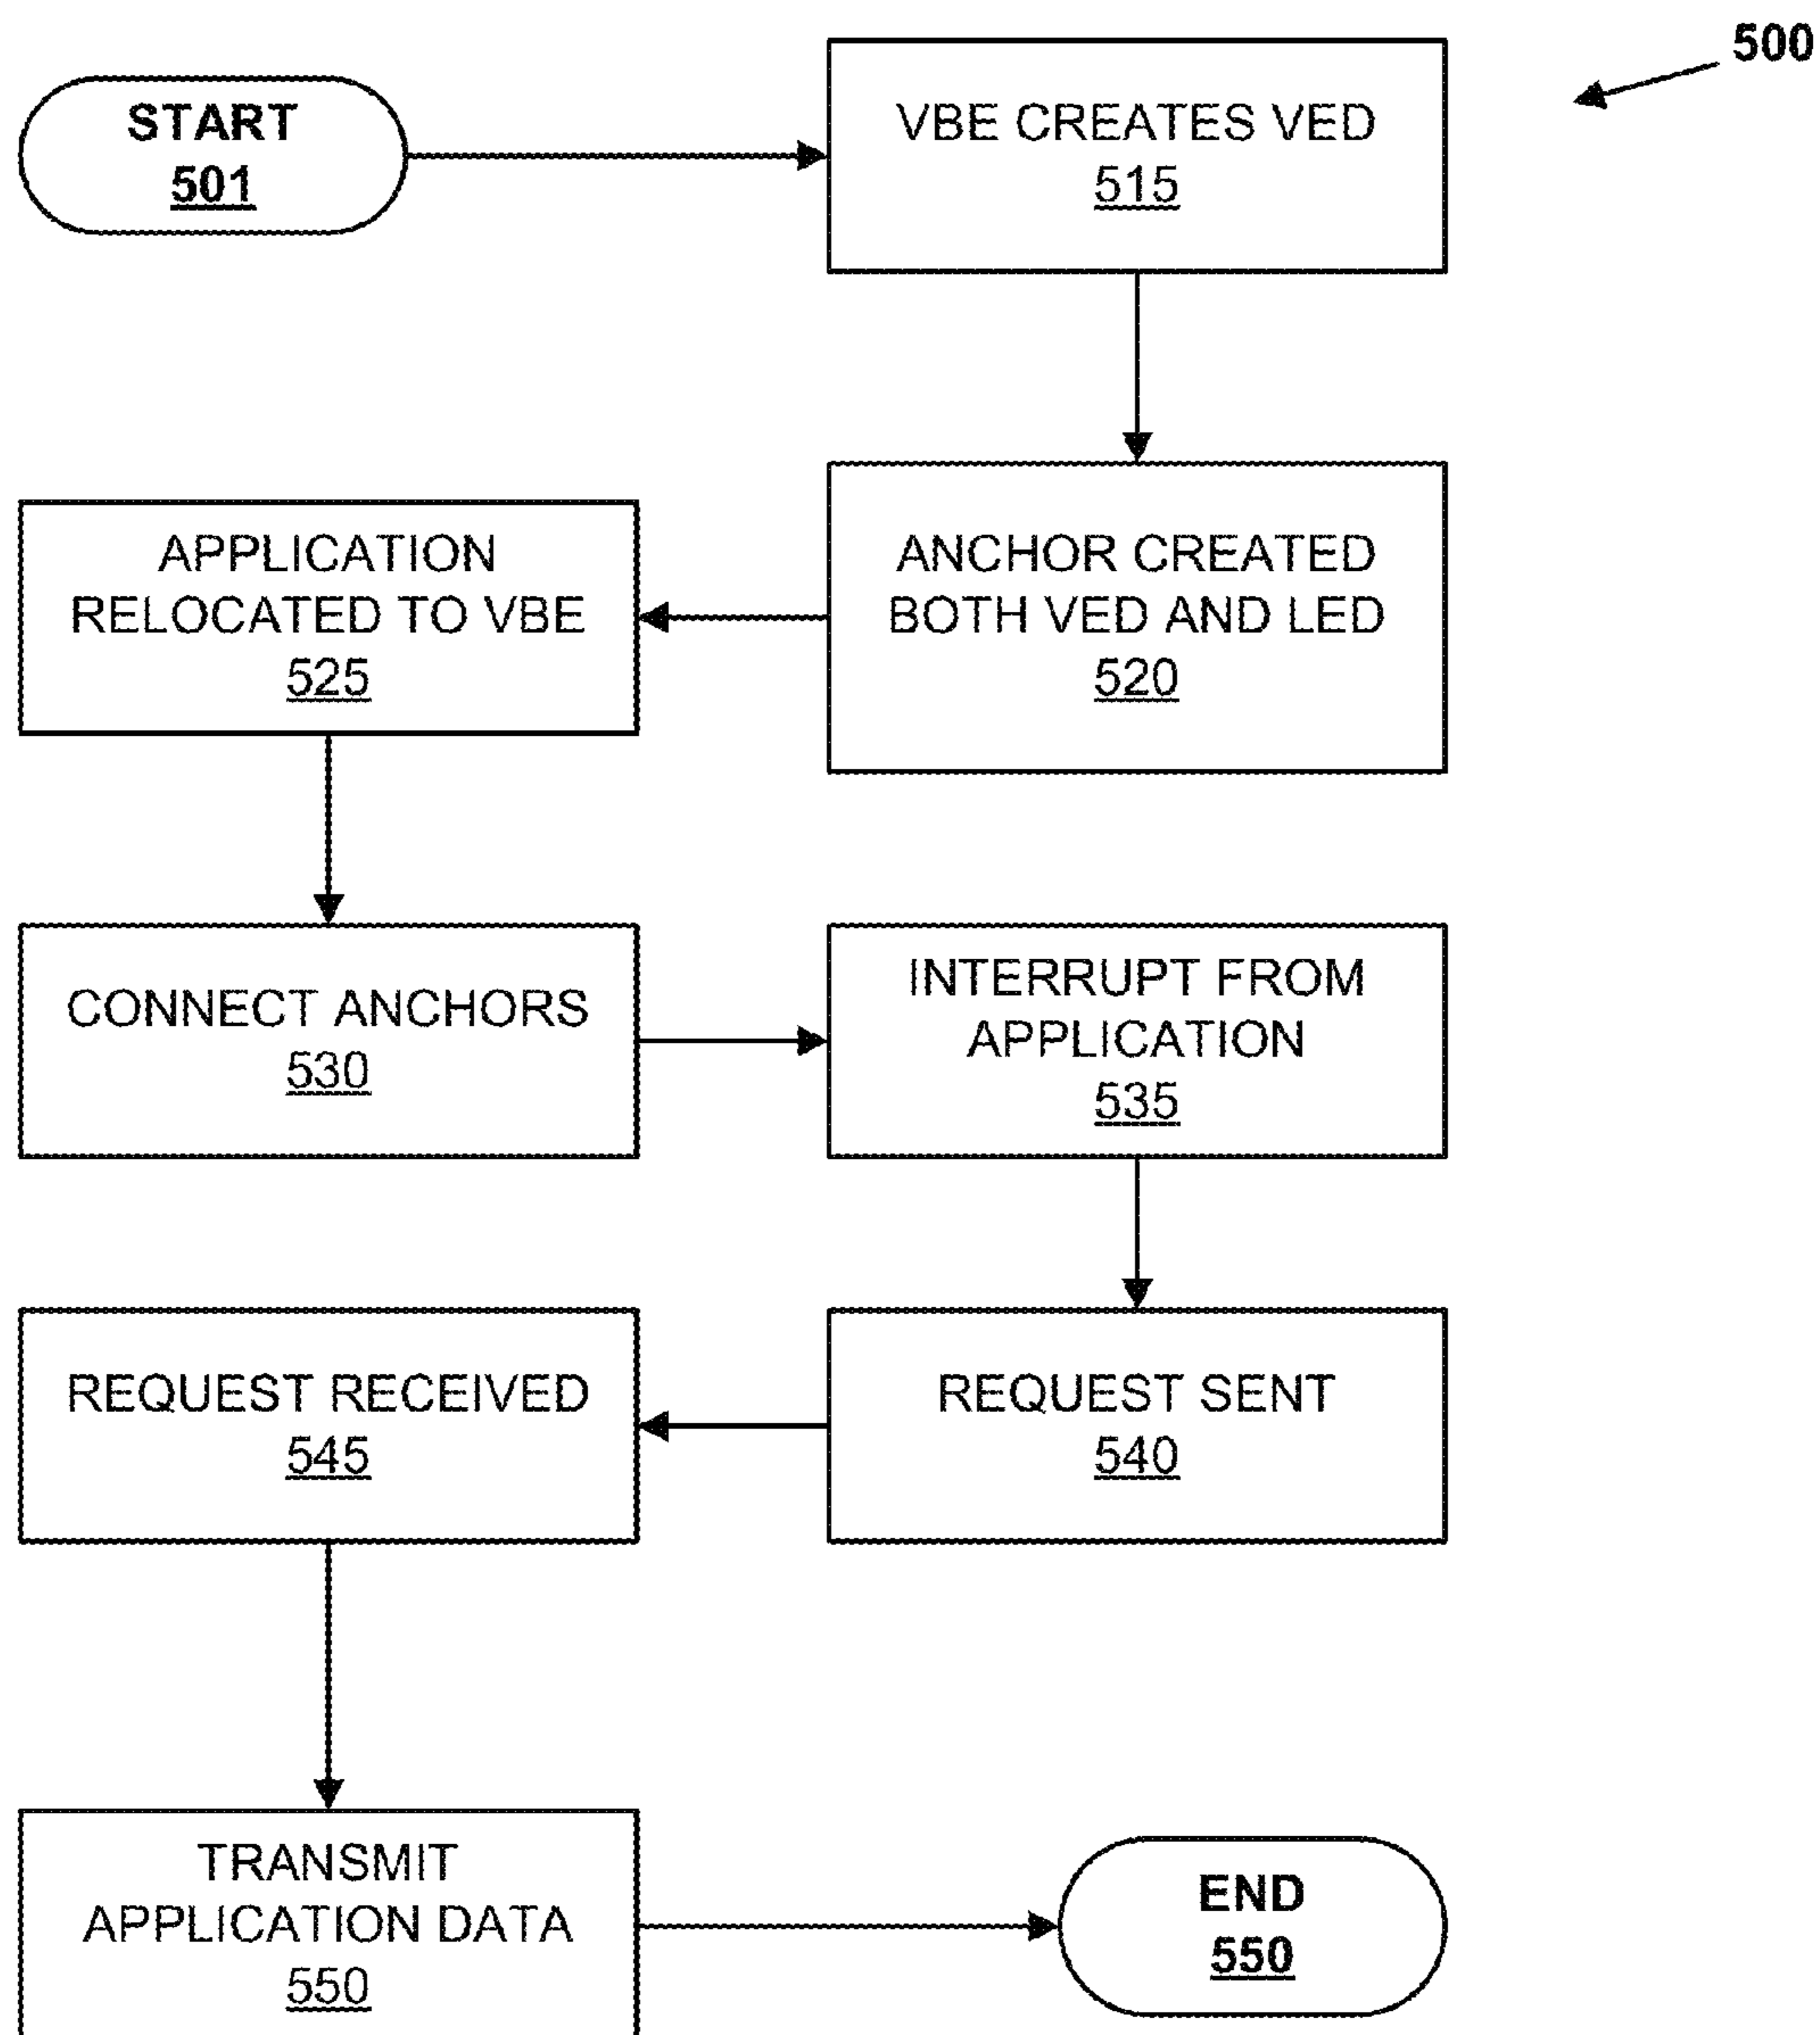 500
START
501
VBE CREATES VED
515
ANCHOR CREATED
BOTH VED AND LED
520
APPLICATION
RELOCATED TO VBE
525
CONNECT ANCHORS
530
INTERRUPT FROM
APPLICATION
535
REQUEST SENT
540
REQUEST RECEIVED
545
TRANSMIT
APPLICATION DATA
550
END
550